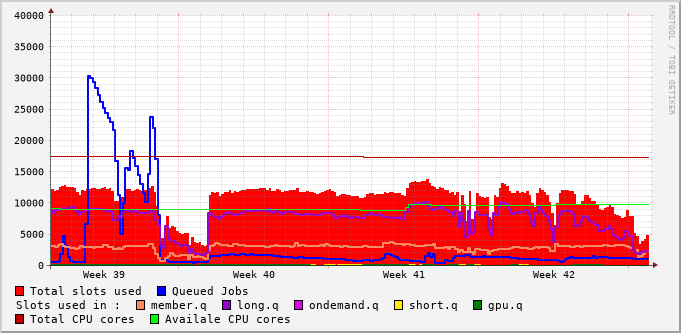 40000
35000
30000
25000
20000
15000
10000
5000
0
Week 39 Week 40 Week 41 Week 42
RRDTOOL / TOBI OETIKER
Total slots used Queued Jobs
Slots used in : member.q long.q ondemand.q short.q gpu.q
Total CPU cores Availale CPU cores